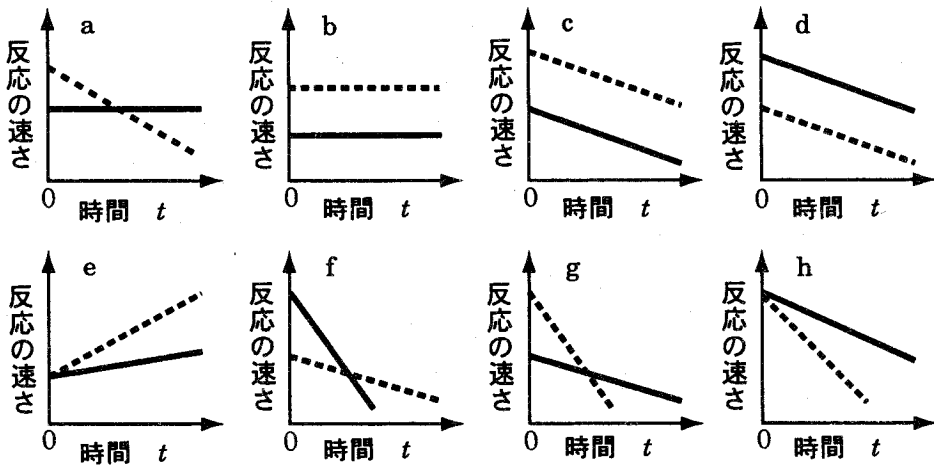 a
反応の速さ
0
時間 t
b
反応の速さ
0
時間 t
c
反応の速さ
0
時間 t
d
反応の速さ
0
時間 t
e
反応の速さ
0
時間 t
f
反応の速さ
0
時間 t
g
反応の速さ
0
時間 t
h
反応の速さ
0
時間 t